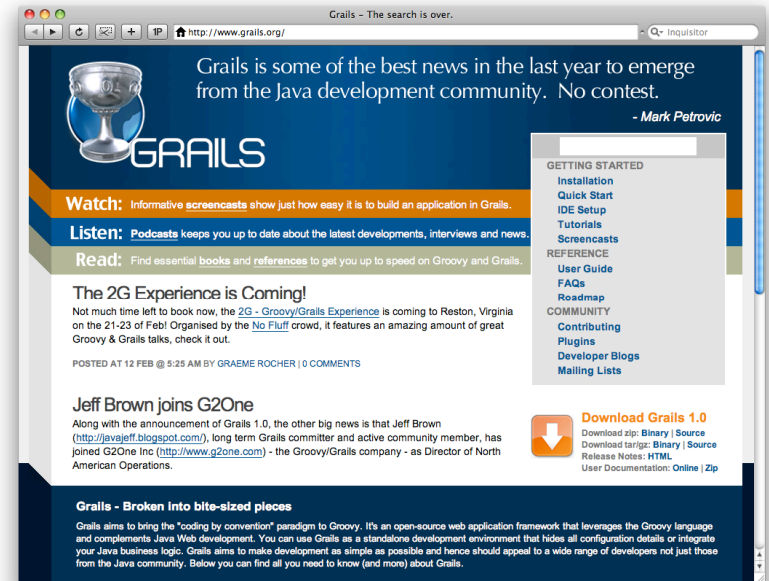 Grails - The search is over.
1P
http://www.grails.org/
Inquisitor
Grails is some of the best news in the last year to emerge
from the Java development community. No contest.
- Mark Petrovic
GRAILS
Watch: Informative screencasts show just how easy it is to build an application in Grails.
Listen: Podcasts keeps you up to date about the latest developments, interviews and news.
Read: Find essential books and references to get you up to speed on Groovy and Grails.
GETTING STARTED
Installation
Quick Start
IDE Setup
Tutorials
Screencasts
REFERENCE
User Guide
FAQs
Roadmap
COMMUNITY
Contributing
Plugins
Developer Blogs
Mailing Lists
The 2G Experience is Coming!
Not much time left to book now, the 2G - Groovy/Grails Experience is coming to Reston, Virginia
on the 21-23 of Feb! Organised by the No Fluff crowd, it features an amazing amount of great
Groovy & Grails talks, check it out.
POSTED AT 12 FEB @ 5:25 AM BY GRAEME ROCHER | 0 COMMENTS
Jeff Brown joins G2One
Along with the announcement of Grails 1.0, the other big news is that Jeff Brown
(http://javajeff.blogspot.com/), long term Grails committer and active community member, has
joined G2One Inc (http://www.g2one.com) - the Groovy/Grails company - as Director of North
American Operations.
Download Grails 1.0
Download zip: Binary | Source
Download tar/gz: Binary | Source
Release Notes: HTML
User Documentation: Online | Zip
Grails - Broken into bite-sized pieces
Grails aims to bring the "coding by convention" paradigm to Groovy. It's an open-source web application framework that leverages the Groovy language
and complements Java Web development. You can use Grails as a standalone development environment that hides all configuration details or integrate
your Java business logic. Grails aims to make development as simple as possible and hence should appeal to a wide range of developers not just those
from the Java community. Below you can find all you need to know (and more) about Grails.